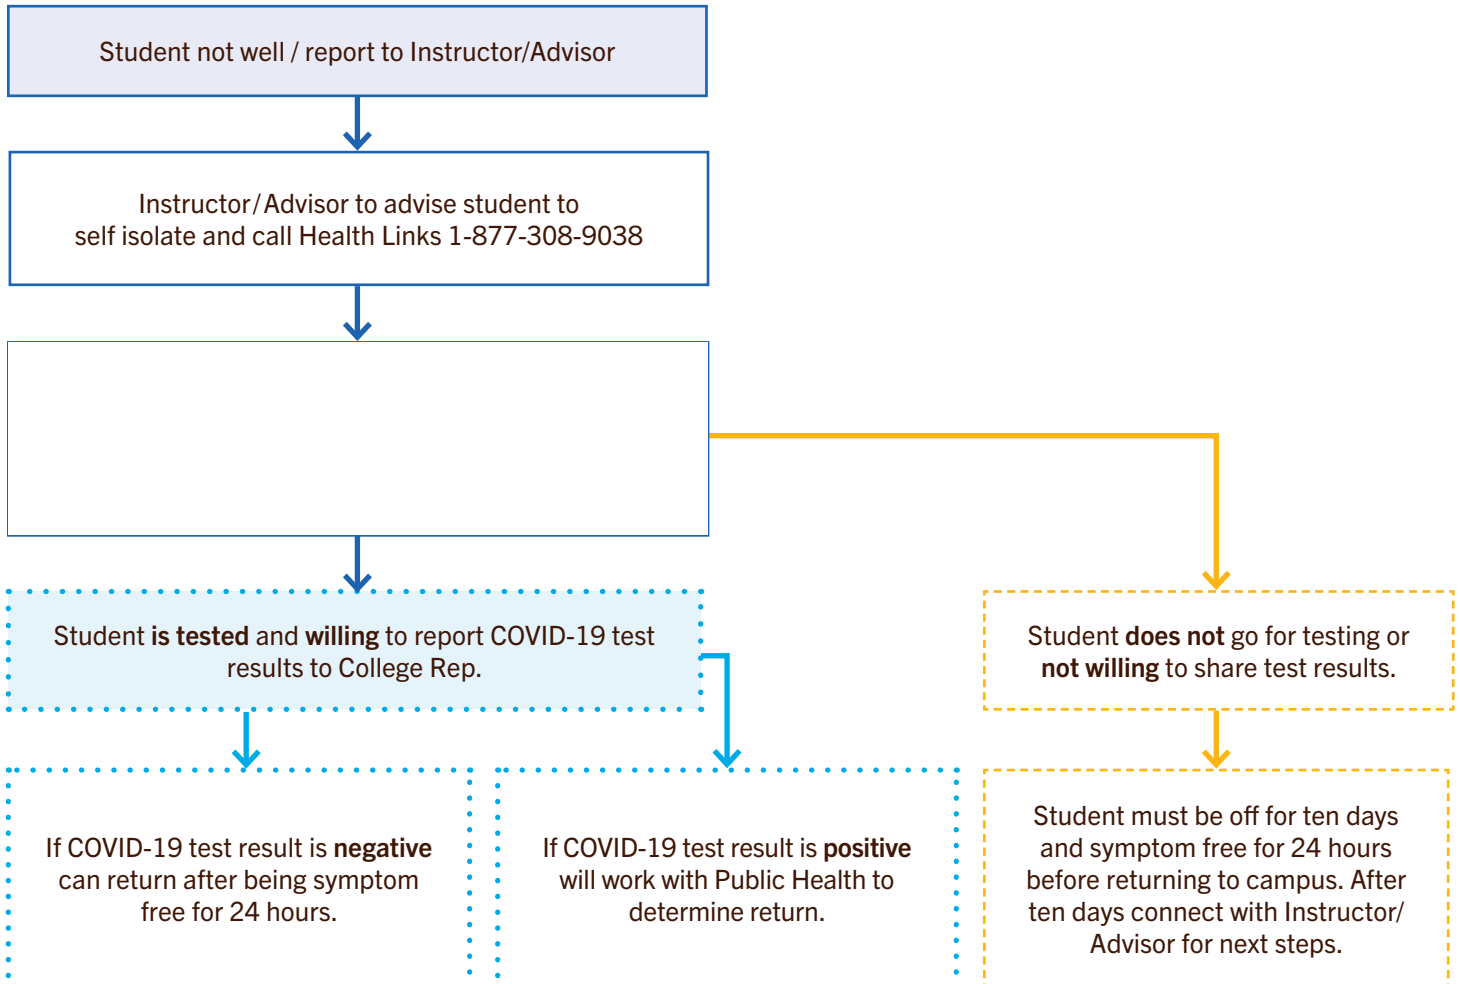 Student not well / report to Instructor/Advisor
Instructor/Advisor to advise student to
self isolate and call Health Links 1-877-308-9038
Student is tested and willing to report COVID-19 test
results to College Rep.
Student does not go for testing or
not willing to share test results.
If COVID-19 test result is negative
can return after being symptom
free for 24 hours.
If COVID-19 test result is positive
will work with Public Health to
determine return.
Student must be off for ten days
and symptom free for 24 hours
before returning to campus. After
ten days connect with Instructor/
Advisor for next steps.